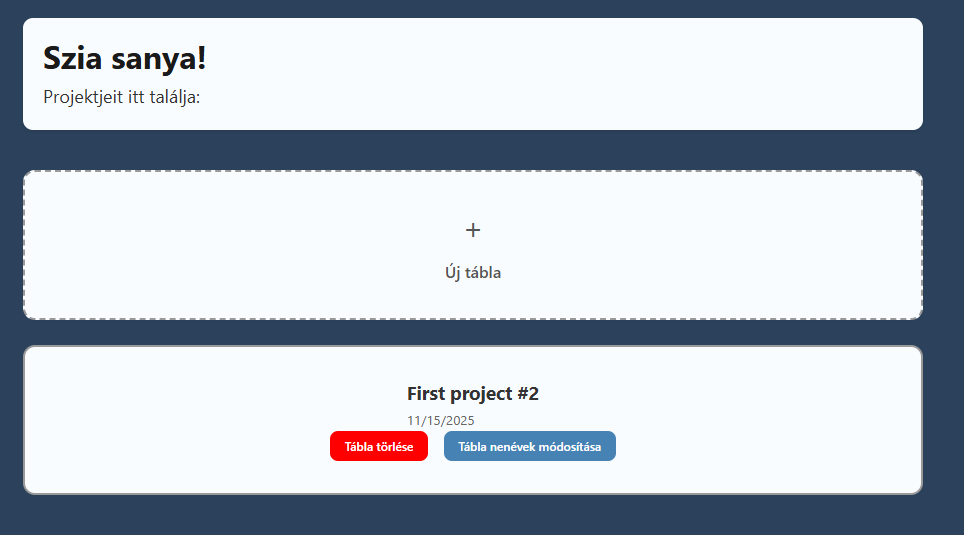 Szia sanya!
Projektjeit itt találja:
+
Új tábla
First project #2
11/15/2025
Tábla törlése
Tábla nenévek módosítása